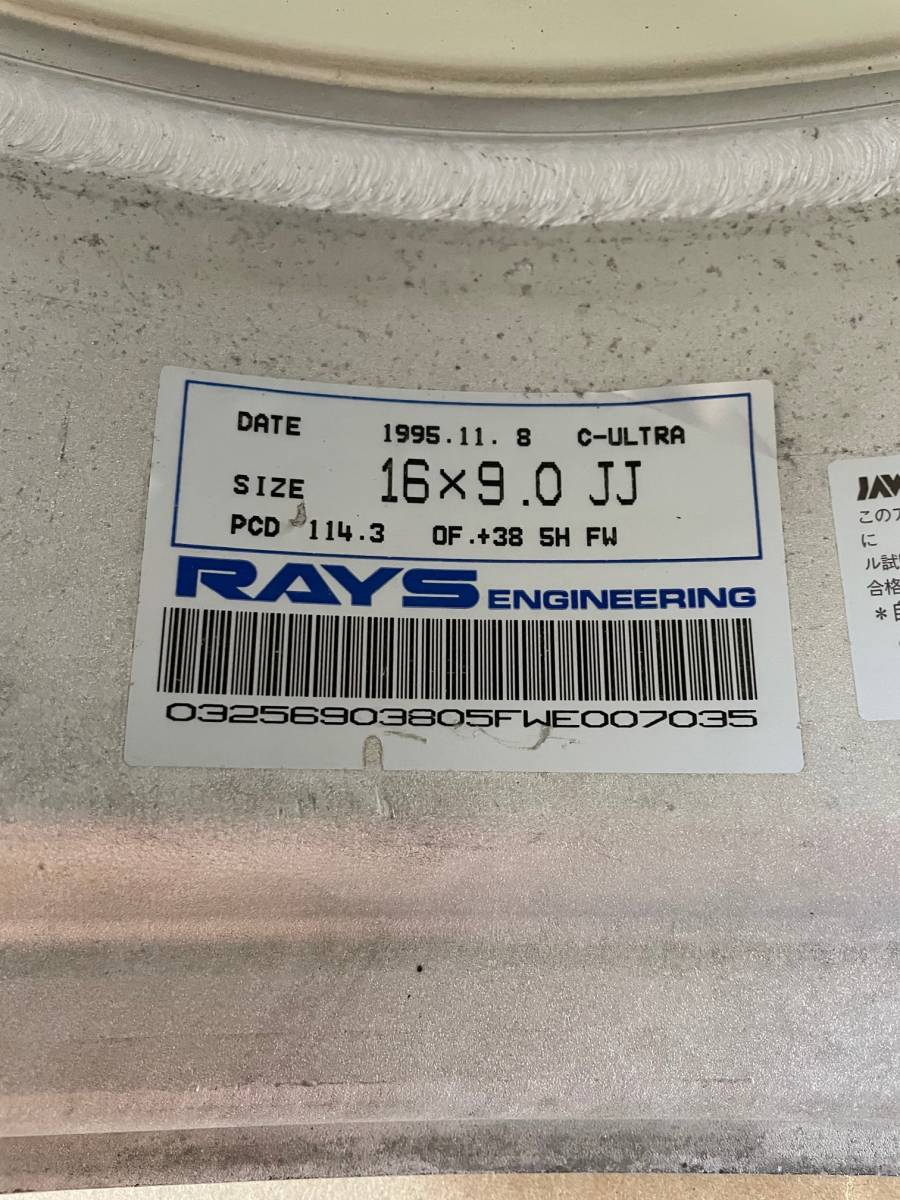 DATE 1995.11. 8 C-ULTRA
SIZE 16×9.0 JJ
PCD 114.3 OF.+38 5H FW
RAYS ENGINEERING
03256903805FWE007035
このア
に
ル試
合格